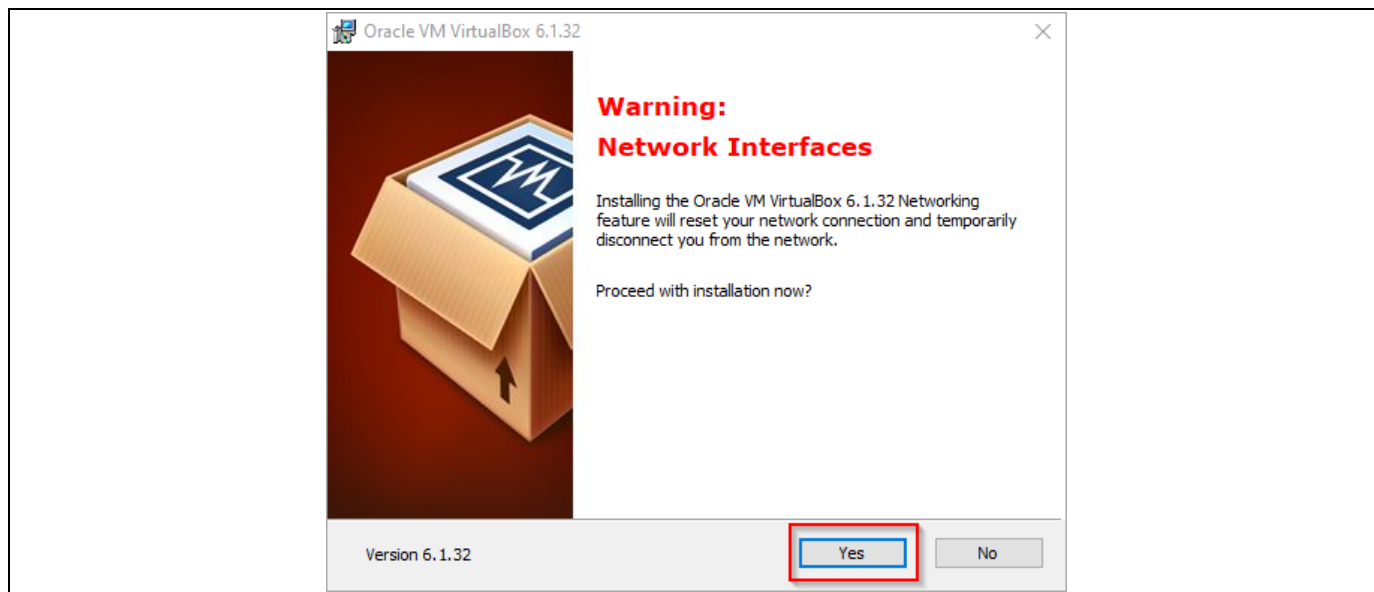 Oracle VM VirtualBox 6.1.32
Warning:
Network Interfaces
Installing the Oracle VM VirtualBox 6.1.32 Networking
feature will reset your network connection and temporarily
disconnect you from the network.
Proceed with installation now?
Version 6.1.32
Yes
No